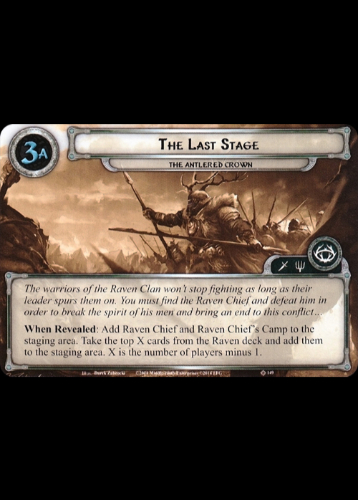 3A
THE LAST STAGE
THE ANTLERED CROWN
The warriors of the Raven Clan won't stop fighting as long as their
leader spurs them on. You must find the Raven Chief and defeat him in
order to break the spirit of his men and bring an end to this conflict...
When Revealed: Add Raven Chief and Raven Chief's Camp to the
staging area. Take the top X cards from the Raven deck and add them
to the staging area. X is the number of players minus 1.